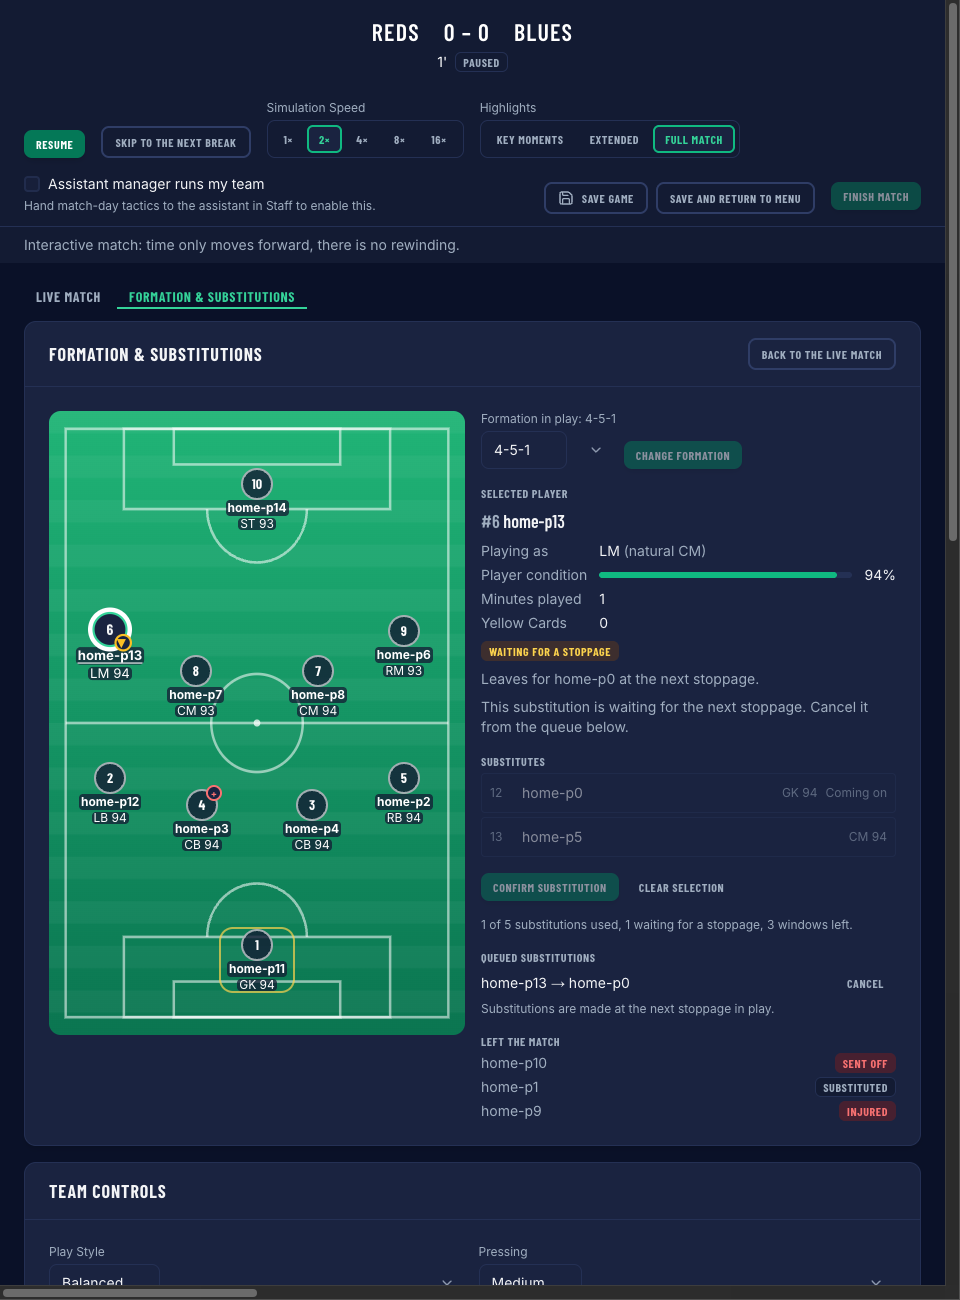 REDS 0 – 0 BLUES
1' PAUSED
Simulation Speed
Highlights
RESUME
SKIP TO THE NEXT BREAK
1× 2× 4× 8× 16×
KEY MOMENTS EXTENDED FULL MATCH
Assistant manager runs my team
Hand match-day tactics to the assistant in Staff to enable this.
SAVE GAME
SAVE AND RETURN TO MENU
FINISH MATCH
Interactive match: time only moves forward, there is no rewinding.
LIVE MATCH
FORMATION & SUBSTITUTIONS
FORMATION & SUBSTITUTIONS
BACK TO THE LIVE MATCH
10
home-p14
ST 93
6
home-p13
LM 94
9
home-p6
RM 93
8
home-p7
CM 93
7
home-p8
CM 94
2
home-p12
LB 94
5
home-p2
RB 94
4
home-p3
CB 94
3
home-p4
CB 94
1
home-p11
GK 94
Formation in play: 4-5-1
4-5-1
CHANGE FORMATION
SELECTED PLAYER
#6 home-p13
Playing as LM (natural CM)
Player condition 94%
Minutes played 1
Yellow Cards 0
WAITING FOR A STOPPAGE
Leaves for home-p0 at the next stoppage.
This substitution is waiting for the next stoppage. Cancel it
from the queue below.
SUBSTITUTES
12 home-p0 GK 94 Coming on
13 home-p5 CM 94
CONFIRM SUBSTITUTION
CLEAR SELECTION
1 of 5 substitutions used, 1 waiting for a stoppage, 3 windows left.
QUEUED SUBSTITUTIONS
home-p13 → home-p0 CANCEL
Substitutions are made at the next stoppage in play.
LEFT THE MATCH
home-p10 SENT OFF
home-p1 SUBSTITUTED
home-p9 INJURED
TEAM CONTROLS
Play Style
Pressing
Balanced
Medium